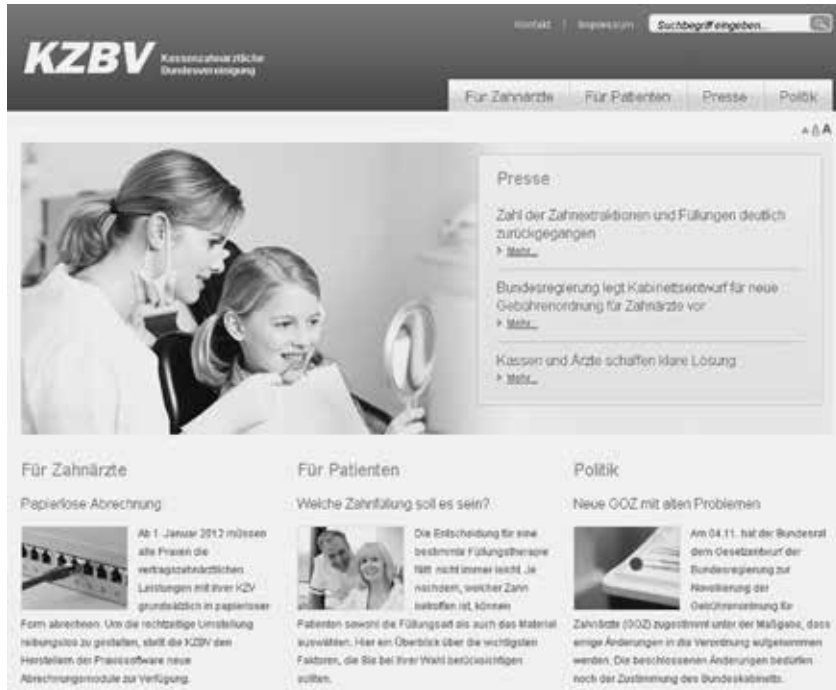 Kontakt | Impressum
Suchbegriff eingeben...
KZBV
Kassenzahnärztliche
Bundesvereinigung
Für Zahnärzte
Für Patienten
Presse
Politik
A A A
Presse
Zahl der Zahnextraktionen und Füllungen deutlich
zurückgegangen
Mehr...
Bundesregierung legt Kabinettsentwurf für neue
Gebührenordnung für Zahnärzte vor
Mehr...
Kassen und Ärzte schaffen klare Lösung
Mehr...
Für Zahnärzte
Papierlose Abrechnung
Ab 1. Januar 2012 müssen
alle Praxen die
vertragszahnärztlichen
Leistungen mit ihrer KZV
grundsätzlich in papierloser
Form abrechnen. Um die rechtzeitige Umstellung
reibungslos zu gestalten, stellt die KZBV den
Herstellern der Praxissoftware neue
Abrechnungsmodule zur Verfügung.
Für Patienten
Welche Zahnfüllung soll es sein?
Die Entscheidung für eine
bestimmte Füllungstherapie
fällt nicht immer leicht. Je
nachdem, welcher Zahn
betroffen ist, können
Patienten sowohl die Füllungsart als auch das Material
auswählen. Hier ein Überblick über die wichtigsten
Faktoren, die Sie bei Ihrer Wahl berücksichtigen
sollten.
Politik
Neue GOZ mit alten Problemen
Am 04.11. hat der Bundesrat
dem Gesetzentwurf der
Bundesregierung zur
Novellierung der
Gebührenordnung für
Zahnärzte (GOZ) zugestimmt unter der Maßgabe, dass
einige Änderungen in die Verordnung aufgenommen
werden. Die beschlossenen Änderungen bedürfen
noch der Zustimmung des Bundeskabinetts.